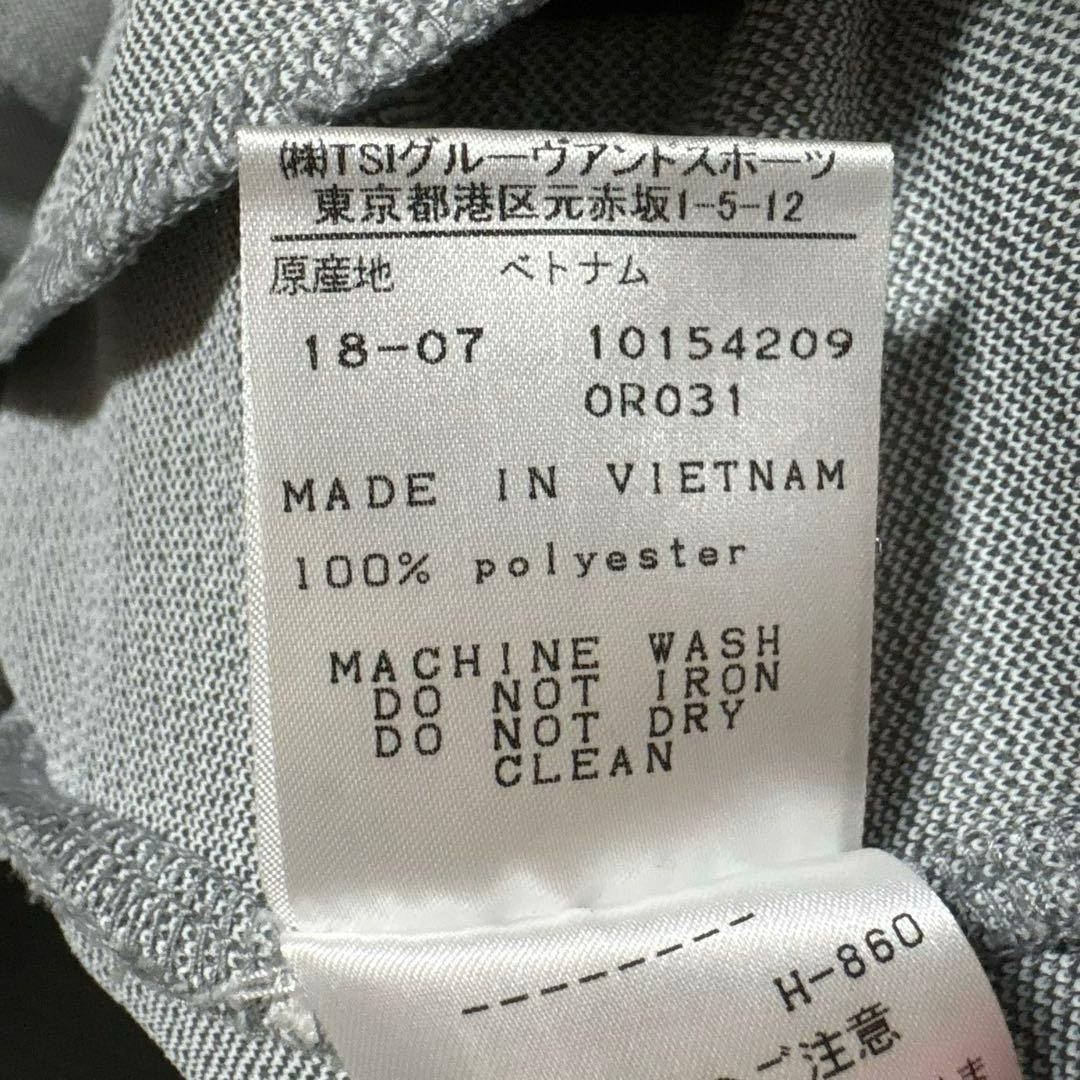 ㈱TSIグルーヴアンドスポーツ
東京都港区元赤坂1-5-12
原産地 ベトナム
18-07 10154209
0R031
MADE IN VIETNAM
100% polyester
MACHINE WASH
DO NOT IRON
DO NOT DRY
CLEAN
--------
H-860
ご注意
ま